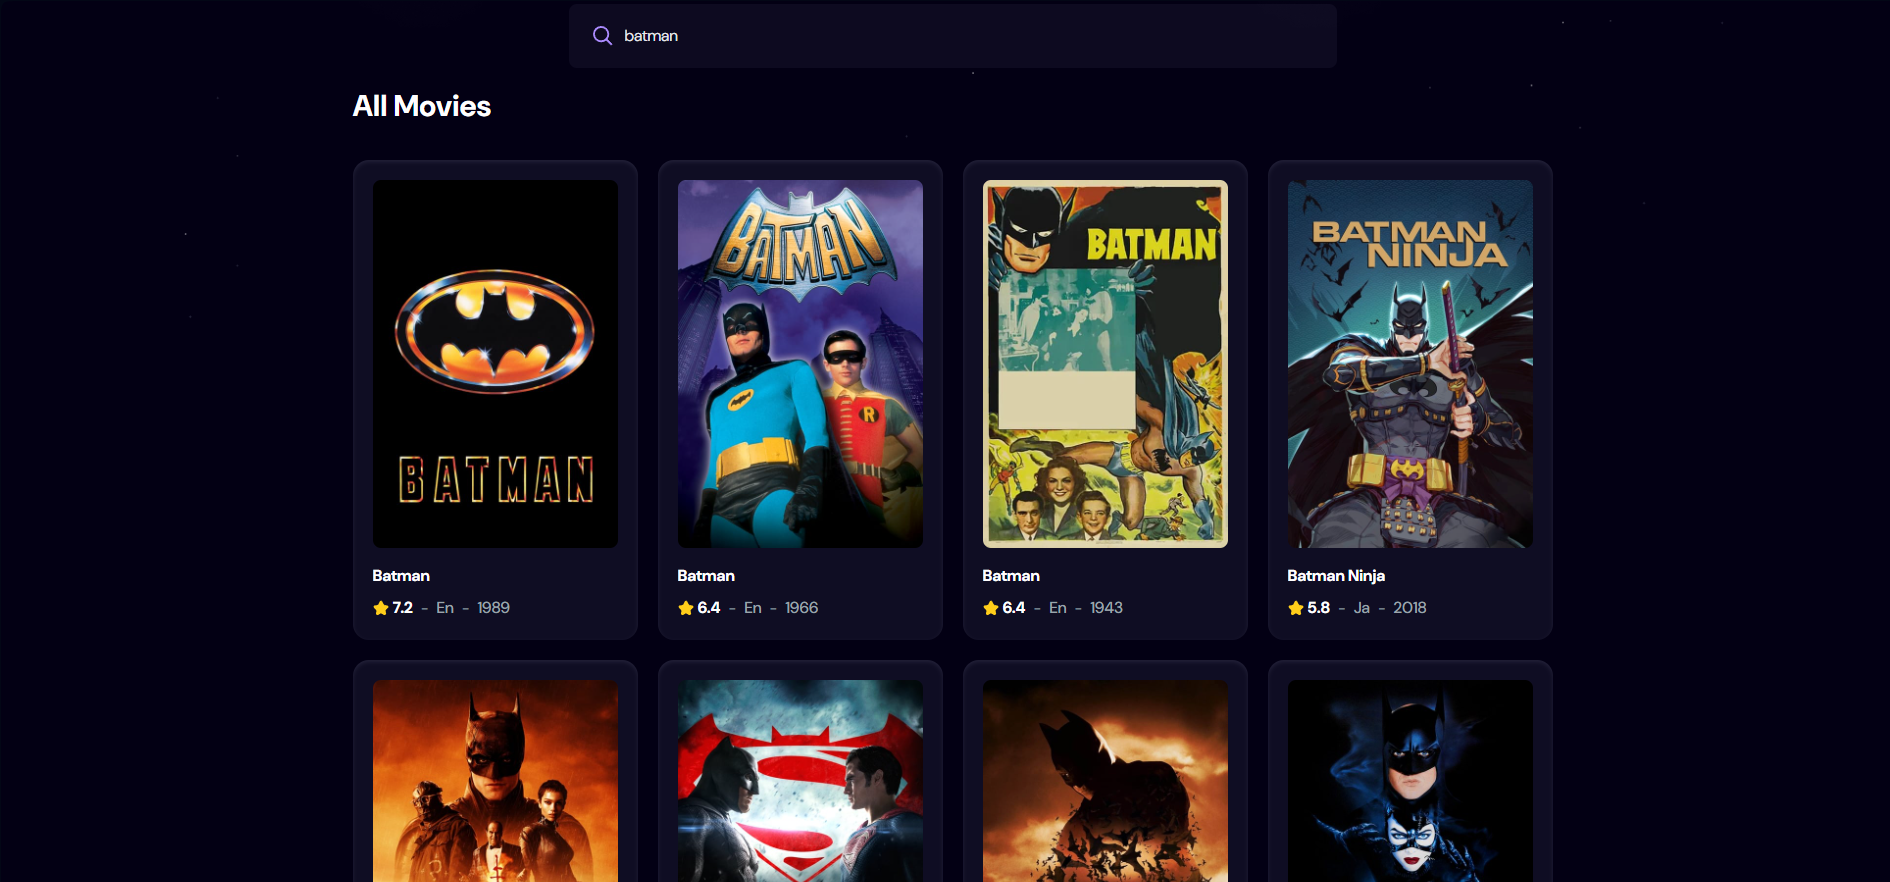 batman
All Movies
BATMAN
BATMAN
BATMAN
BATMAN
NINJA
R
Batman
7.2 - En - 1989
Batman
6.4 - En - 1966
Batman
6.4 - En - 1943
Batman Ninja
5.8 - Ja - 2018